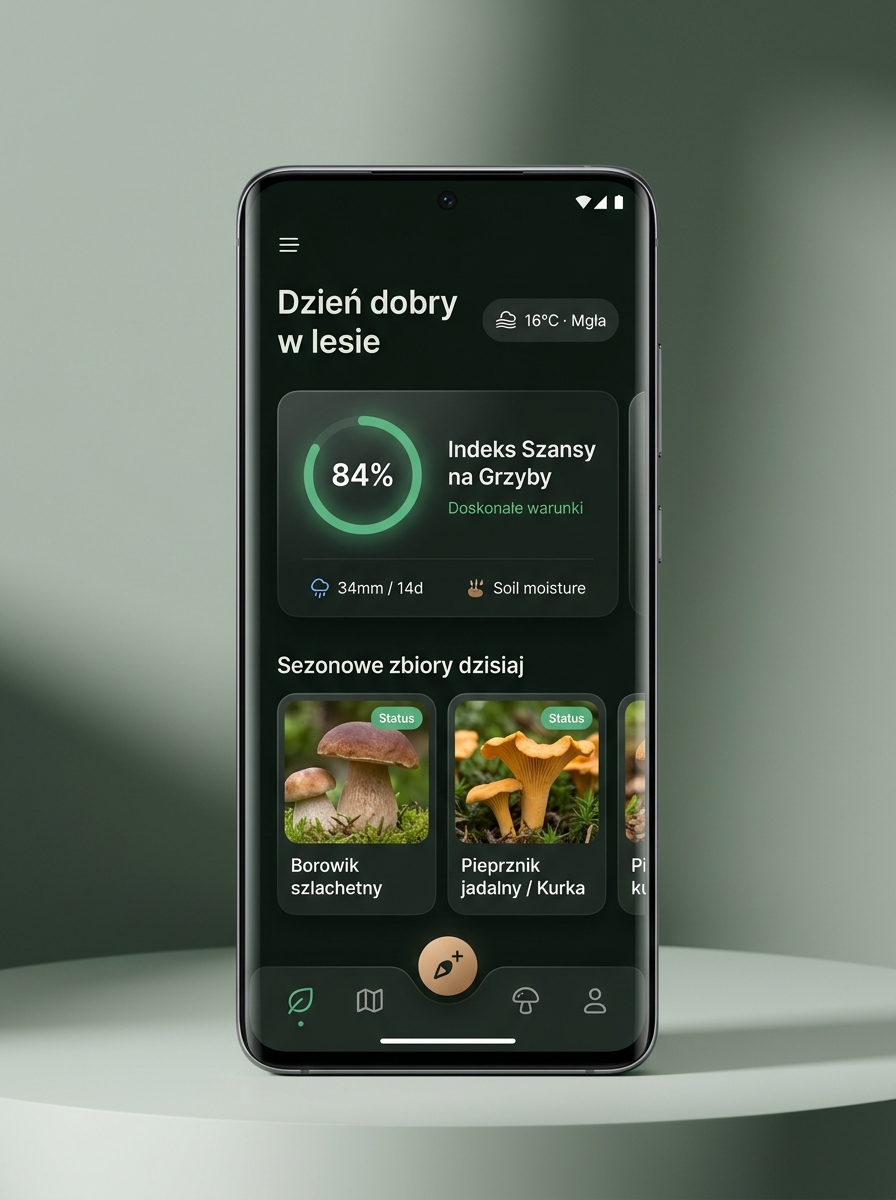 Dzień dobry
w lesie
16°C · Mgła
84%
Indeks Szansy
na Grzyby
Doskonałe warunki
34mm / 14d
Soil moisture
Sezonowe zbiory dzisiaj
Status
Status
Borowik
szlachetny
Pieprznik
jadalny / Kurka